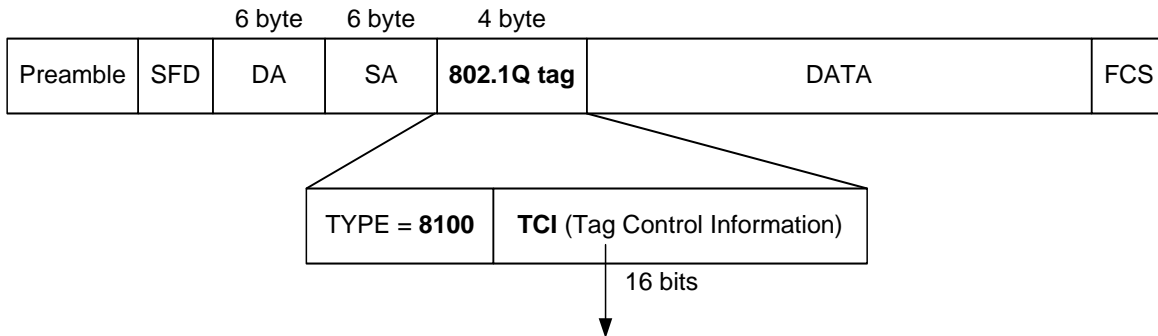 6 byte 6 byte 4 byte
Preamble SFD DA SA 802.1Q tag DATA FCS
TYPE = 8100 TCI (Tag Control Information)
16 bits